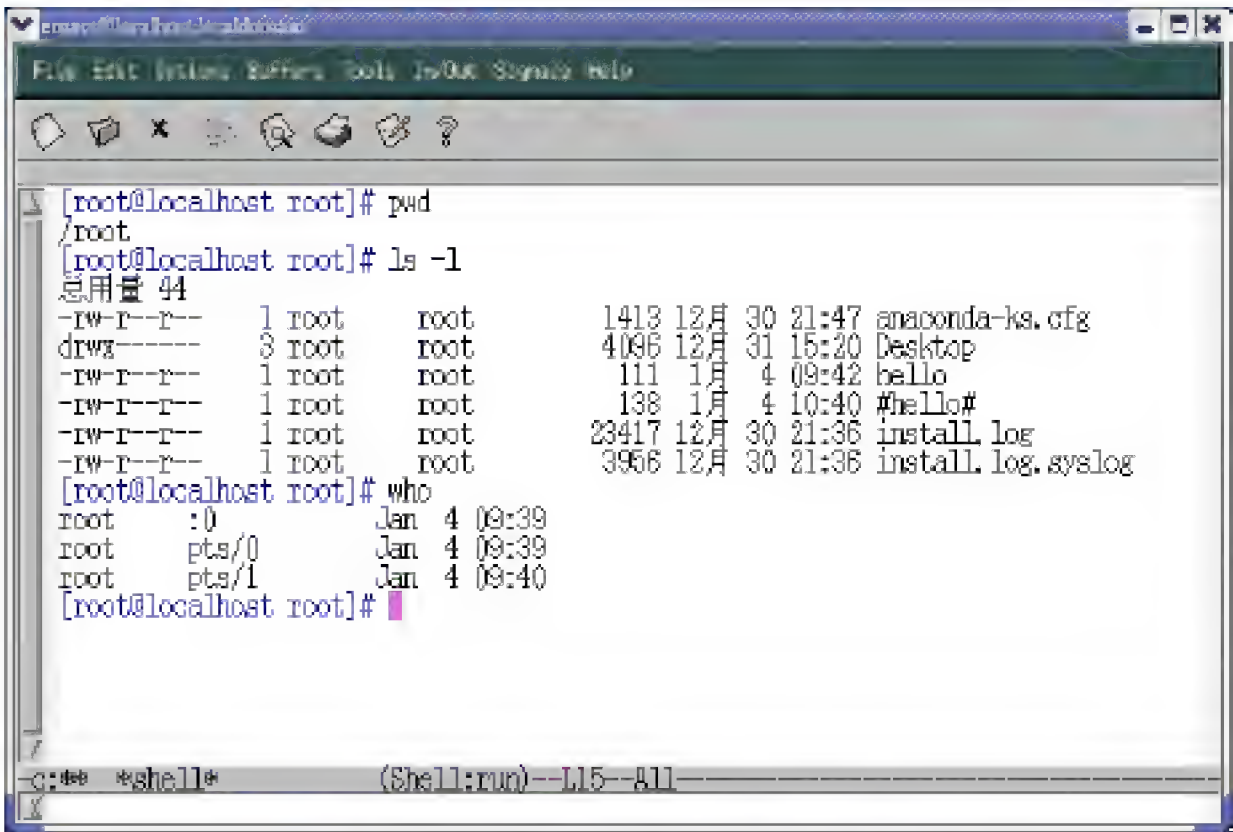 emacs@localhost.localdomain
File Edit Options Buffers Tools In/Out Signals Help
[root@localhost root]# pwd
/root
[root@localhost root]# ls -l
总用量 44
-rw-r--r-- 1 root root 1413 12月 30 21:47 anaconda-ks.cfg
drwx------ 3 root root 4096 12月 31 15:20 Desktop
-rw-r--r-- 1 root root 111 1月 4 09:42 hello
-rw-r--r-- 1 root root 138 1月 4 10:40 #hello#
-rw-r--r-- 1 root root 23417 12月 30 21:36 install.log
-rw-r--r-- 1 root root 3956 12月 30 21:36 install.log.syslog
[root@localhost root]# who
root :0 Jan 4 09:39
root pts/0 Jan 4 09:39
root pts/1 Jan 4 09:40
[root@localhost root]#
-c:** *shell* (Shell:run)--L15--All--------------------